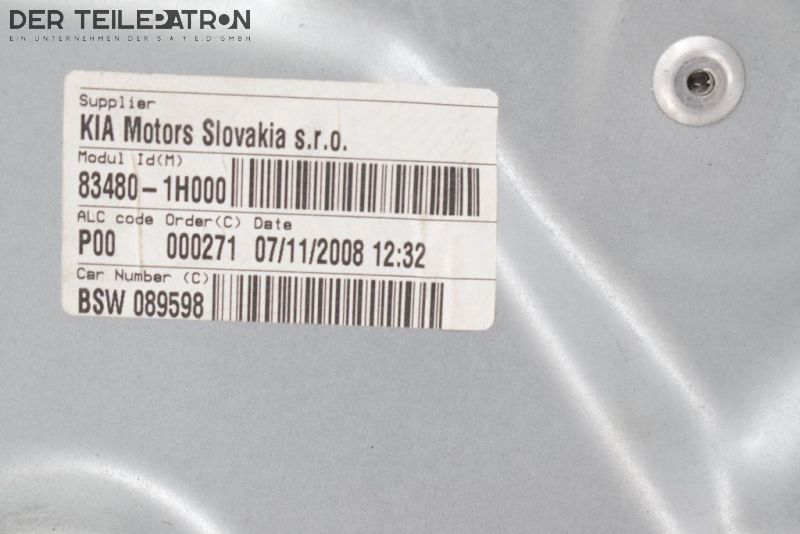 DER TEILEPATRON
EIN UNTERNEHMEN DER S A Y E.D GMBH
Supplier
KIA Motors Slovakia s.r.o.
Modul Id(M)
83480-1H000
ALC code Order(C) Date
P00 000271 07/11/2008 12:32
Car Number (C)
BSW 089598